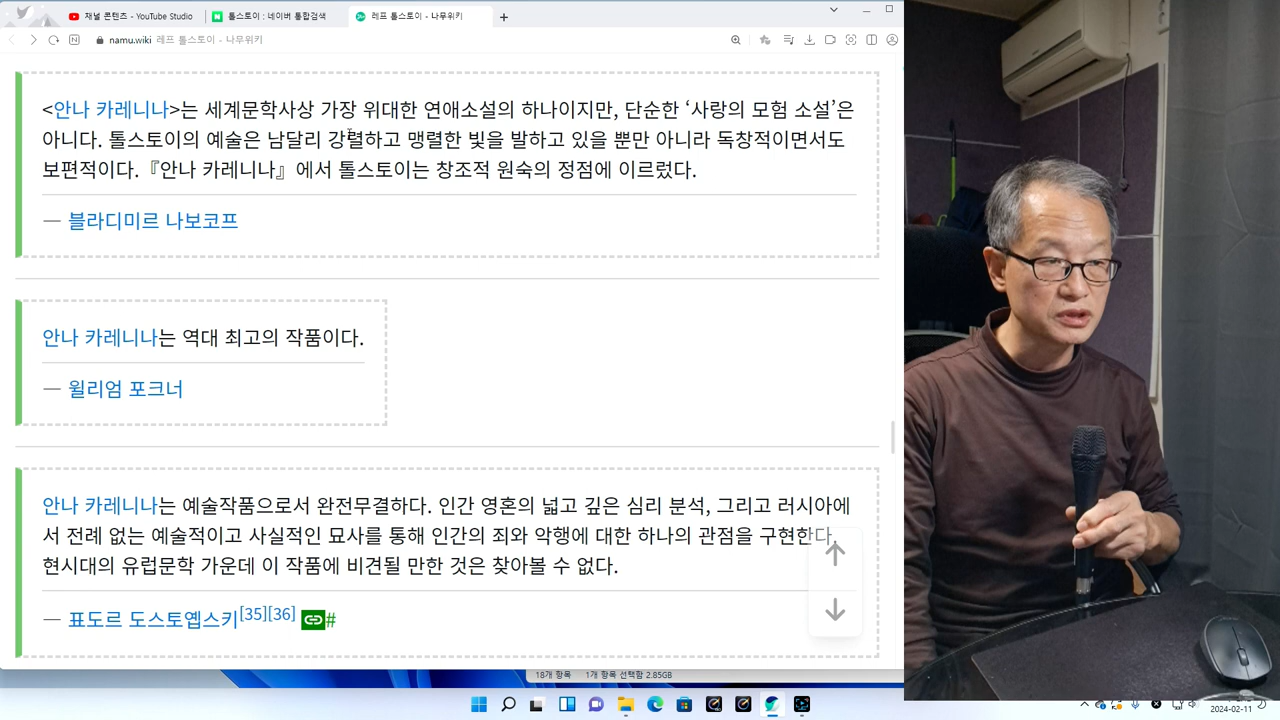 재널 콘텐츠 - YouTube Studio
톨스토이 : 네이버 통합검색
레프 톨스토이 - 나무위키
namu.wiki 레프 톨스토이 - 나무위키
<안나 카레니나>는 세계문학사상 가장 위대한 연애소설의 하나이지만, 단순한 ‘사랑의 모험 소설’은
아니다. 톨스토이의 예술은 남달리 강렬하고 맹렬한 빛을 발하고 있을 뿐만 아니라 독창적이면서도
보편적이다.『안나 카레니나』에서 톨스토이는 창조적 원숙의 정점에 이르렀다.
— 블라디미르 나보코프
안나 카레니나는 역대 최고의 작품이다.
— 윌리엄 포크너
안나 카레니나는 예술작품으로서 완전무결하다. 인간 영혼의 넓고 깊은 심리 분석, 그리고 러시아에
서 전례 없는 예술적이고 사실적인 묘사를 통해 인간의 죄와 악행에 대한 하나의 관점을 구현한다.
현시대의 유럽문학 가운데 이 작품에 비견될 만한 것은 찾아볼 수 없다.
— 표도르 도스토옙스키[35][36] #
18개 항목 1개 항목 선택함 2.85GB
2024-02-11